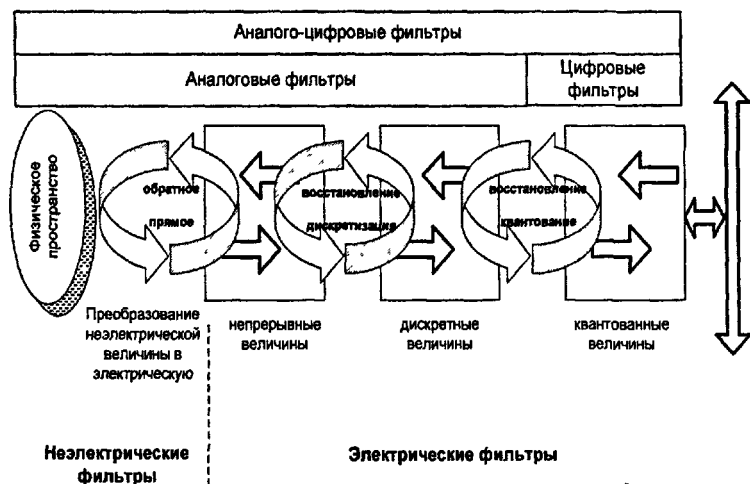 Аналого-цифровые фильтры
Аналоговые фильтры
Цифровые
фильтры
Физическое
пространство
обратное
прямое
восстановление
дискретизация
восстановление
квантование
Преобразование
неэлектрической
величины в
электрическую
непрерывные
величины
дискретные
величины
квантованные
величины
Неэлектрические
фильтры
Электрические фильтры